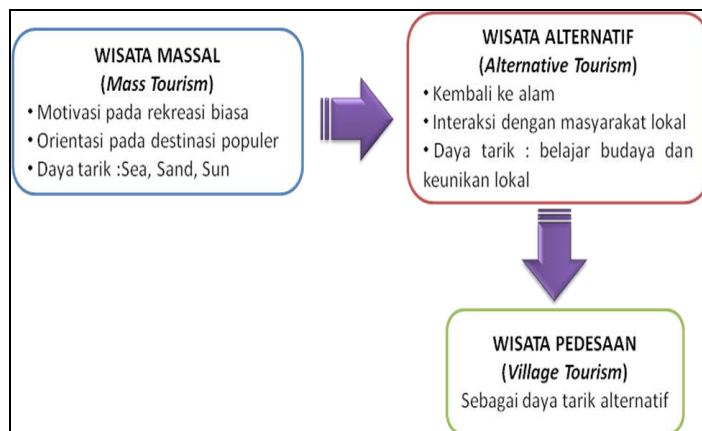 WISATA MASSAL
(Mass Tourism)
• Motivasi pada rekreasi biasa
• Orientasi pada destinasi populer
• Daya tarik :Sea, Sand, Sun
WISATA ALTERNATIF
(Alternative Tourism)
• Kembali ke alam
• Interaksi dengan masyarakat lokal
• Daya tarik : belajar budaya dan
keunikan lokal
WISATA PEDESAAN
(Village Tourism)
Sebagai daya tarik alternatif